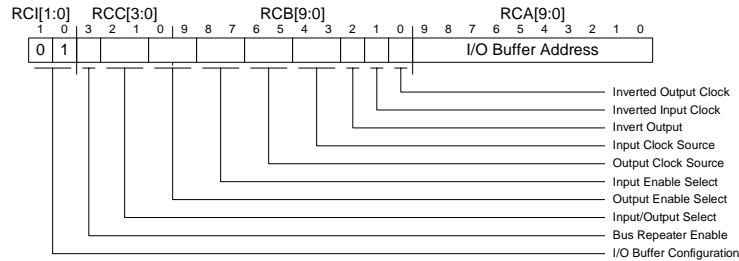 RCI[1:0] RCC[3:0] RCB[9:0] RCA[9:0]
1 0 3 2 1 0 9 8 7 6 5 4 3 2 1 0 9 8 7 6 5 4 3 2 1 0
0 1 I/O Buffer Address
Inverted Output Clock
Inverted Input Clock
Invert Output
Input Clock Source
Output Clock Source
Input Enable Select
Output Enable Select
Input/Output Select
Bus Repeater Enable
I/O Buffer Configuration